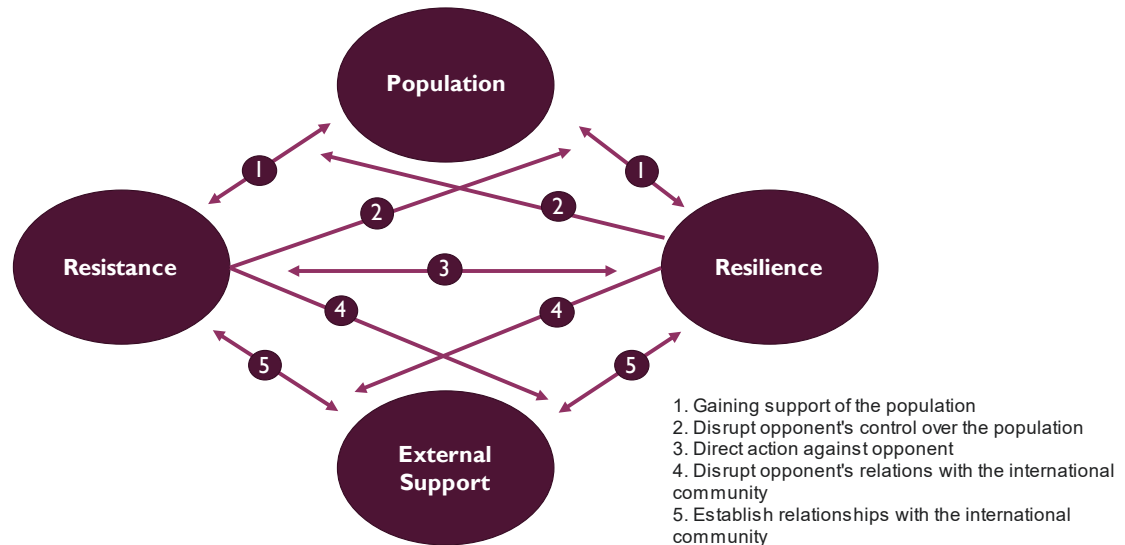 Population
1
1
2
2
Resistance
3
Resilience
4
4
5
5
External
Support
1. Gaining support of the population
2. Disrupt opponent's control over the population
3. Direct action against opponent
4. Disrupt opponent's relations with the international
community
5. Establish relationships with the international
community